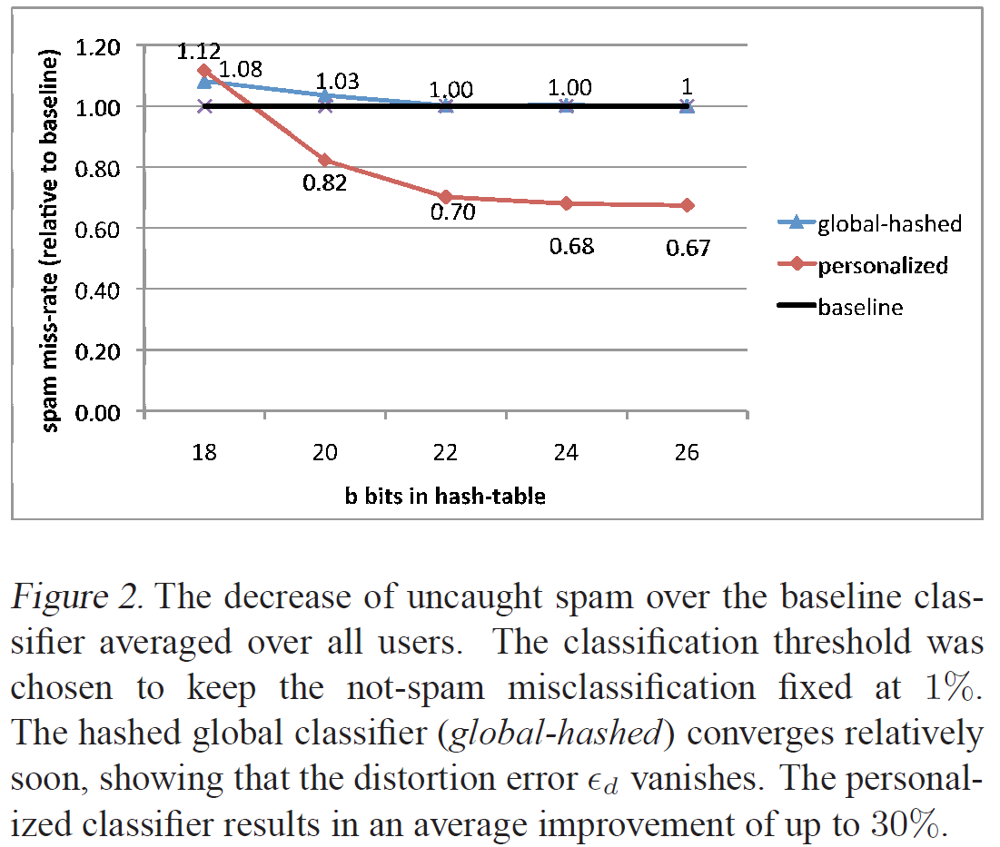 1.20
1.00
0.80
0.60
0.40
0.20
0.00
spam miss-rate (relative to baseline)
1.12
1.08
1.03
1.00
1.00
1
0.82
0.70
0.68
0.67
18
20
22
24
26
b bits in hash-table
global-hashed
personalized
baseline
Figure 2. The decrease of uncaught spam over the baseline clas-
sifier averaged over all users. The classification threshold was
chosen to keep the not-spam misclassification fixed at 1%.
The hashed global classifier (global-hashed) converges relatively
soon, showing that the distortion error ϵd vanishes. The personal-
ized classifier results in an average improvement of up to 30%.